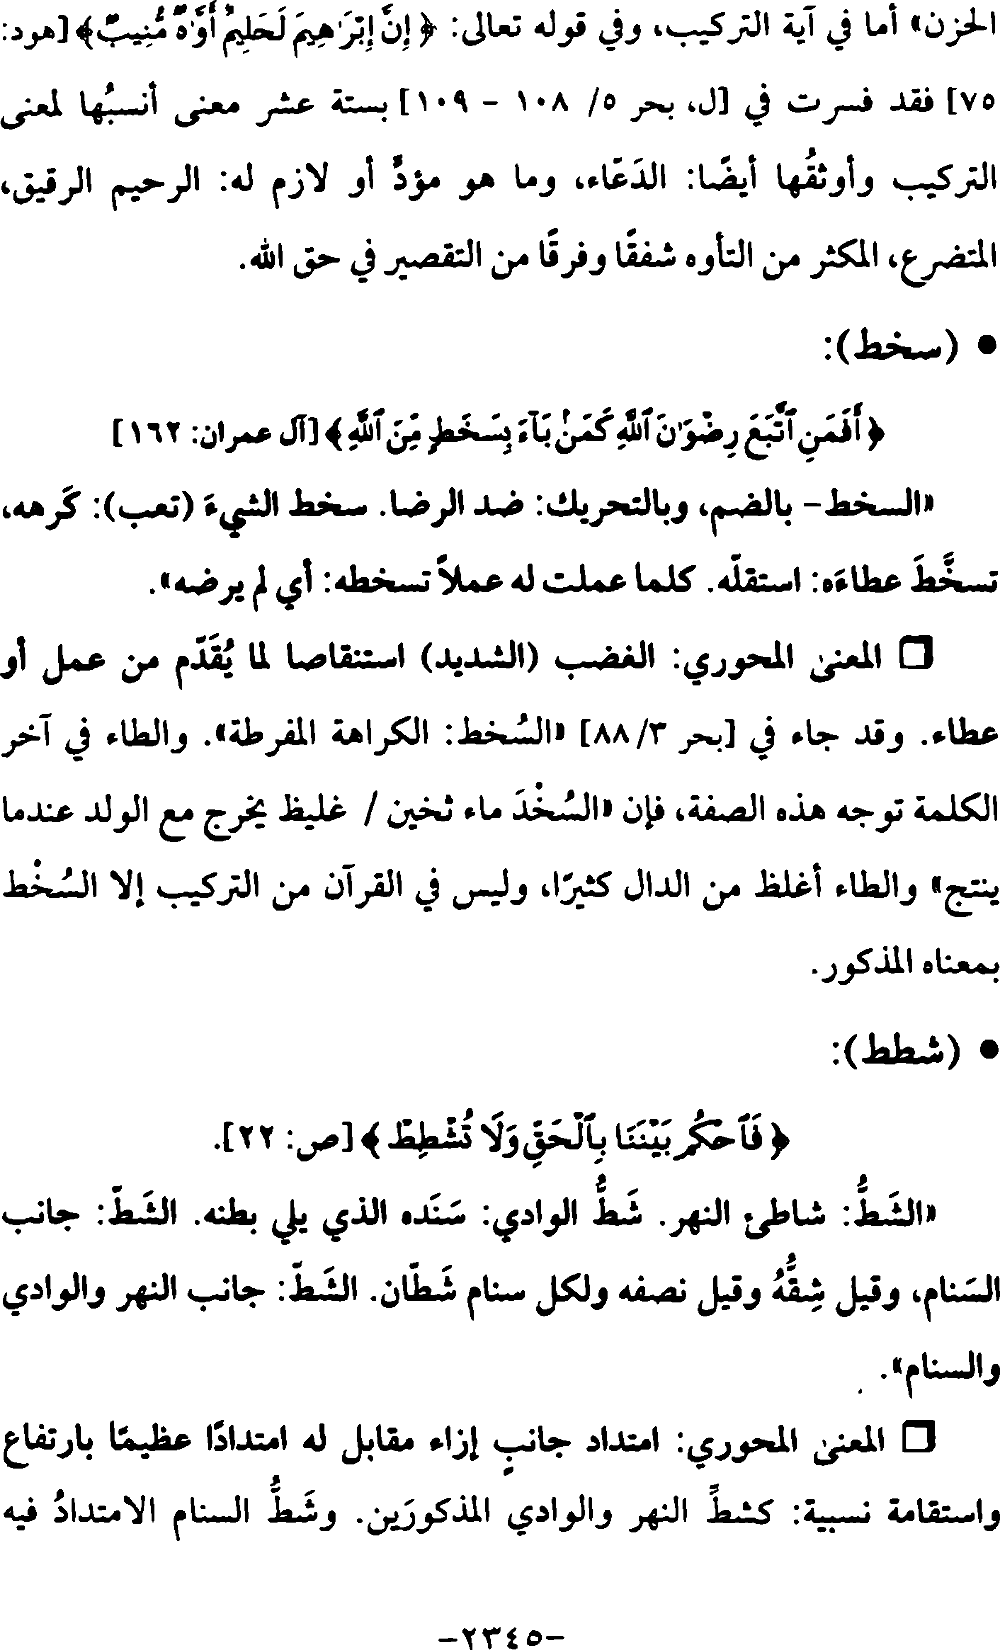 الحزن» أما في آية التركيب، وفي قوله تعالى: ﴿ إِنَّ إِبْرَٰهِيمَ لَحَلِيمٌ أَوَّٰهٌ مُّنِيبٌ ﴾ [هود:
٧٥] فقد فسرت في [ل، بحر ٥/ ١٠٨ - ١٠٩] بستة عشر معنى أنسبُها لمعنى
التركيب وأوثقُها أيضًا: الدَعّاء، وما هو مؤدٍّ أو لازم له: الرحيم الرقيق،
المتضرع، المكثر من التأوه شفقًا وفرقًا من التقصير في حق الله.
● (سخط):
﴿ أَفَمَنِ ٱتَّبَعَ رِضْوَٰنَ ٱللَّهِ كَمَنۢ بَآءَ بِسَخَطٍ مِّنَ ٱللَّهِ ﴾ [آل عمران: ١٦٢]
«السخط - بالضم، وبالتحريك: ضد الرضا. سخط الشيءَ (تعب): كَرهه،
تسخَّطَ عطاءَه: استقلّه. كلما عملت له عملاً تسخطه: أي لم يرضه».
❒ المعنى المحوري: الغضب (الشديد) استنقاصا لما يُقَدّم من عمل أو
عطاء. وقد جاء في [بحر ٣/ ٨٨] «السُخط: الكراهة المفرطة». والطاء في آخر
الكلمة توجه هذه الصفة، فإن «السُخْدَ ماء ثخين / غليظ يخرج مع الولد عندما
ينتج» والطاء أغلظ من الدال كثيرًا، وليس في القرآن من التركيب إلا السُخْط
بمعناه المذكور.
● (شطط):
﴿ فَٱحْكُم بَيْنَنَا بِٱلْحَقِّ وَلَا تُشْطِطْ ﴾ [ص: ٢٢].
«الشَطُّ: شاطئ النهر. شَطُّ الوادي: سَنَده الذي يلي بطنه. الشَطّ: جانب
السَنام، وقيل شِقُّهُ وقيل نصفه ولكل سنام شَطّان. الشَطّ: جانب النهر والوادي
والسنام».
❒ المعنى المحوري: امتداد جانبٍ إزاء مقابل له امتدادًا عظيمًا بارتفاع
واستقامة نسبية: كشطِّ النهر والوادي المذكورَين. وشَطُّ السنام الامتدادُ فيه
-٢٣٤٥-